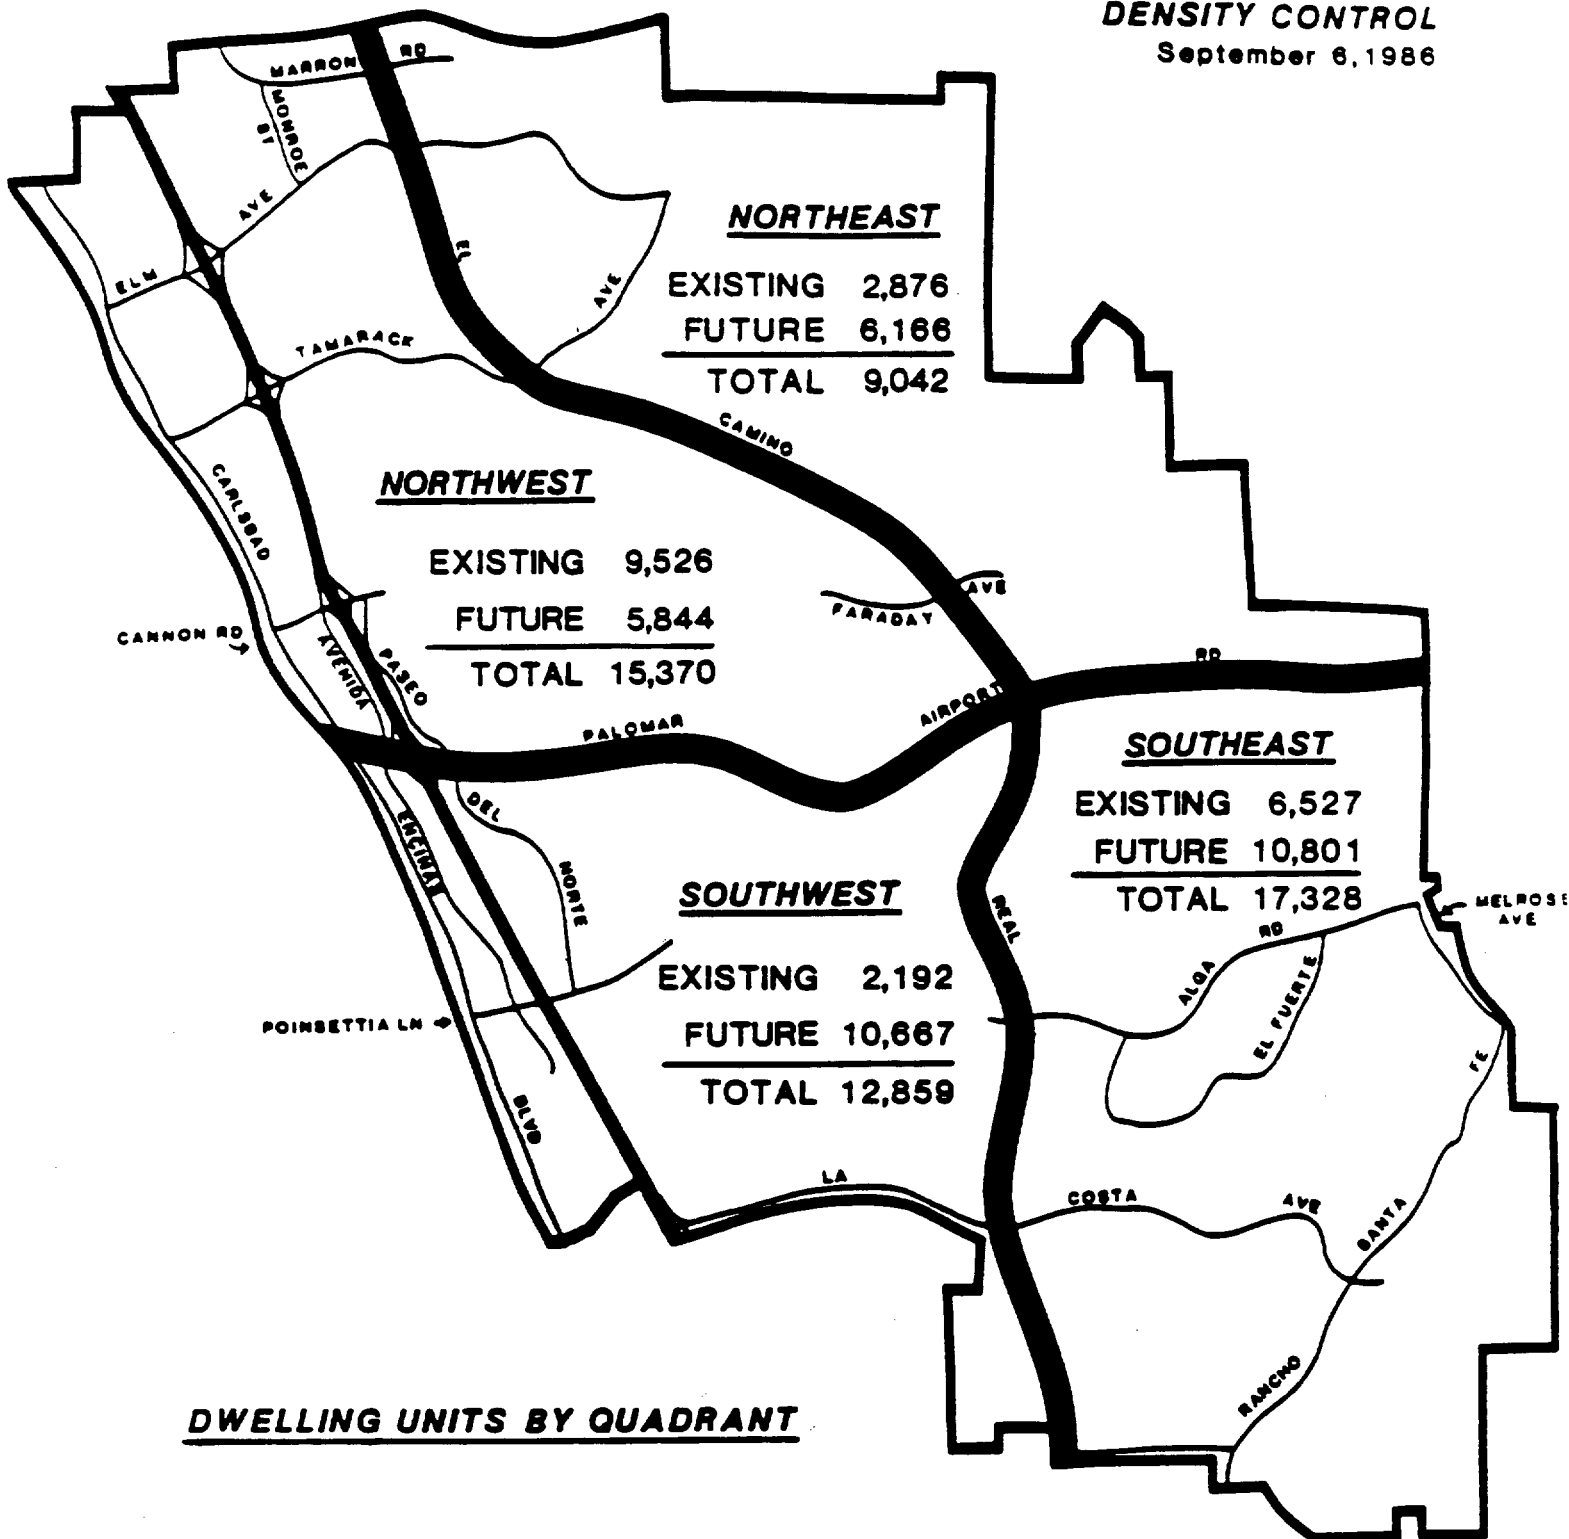 DENSITY CONTROL
September 6, 1986
MARRON RD
MONROE ST
ELM AVE
TAMARACK AVE
EL CAMINO REAL
NORTHEAST
EXISTING 2,876
FUTURE 6,166
TOTAL 9,042
NORTHWEST
EXISTING 9,526
FUTURE 5,844
TOTAL 15,370
CARLSBAD BLVD
CANNON RD
AVENIDA ENCINAS
PASEO DEL NORTE
FARADAY AVE
PALOMAR AIRPORT RD
SOUTHEAST
EXISTING 6,527
FUTURE 10,801
TOTAL 17,328
SOUTHWEST
EXISTING 2,192
FUTURE 10,667
TOTAL 12,859
MELROSE
AVE
ALGA RD
EL FUERTE
POINSETTIA LN
LA COSTA AVE
RANCHO SANTA FE
DWELLING UNITS BY QUADRANT